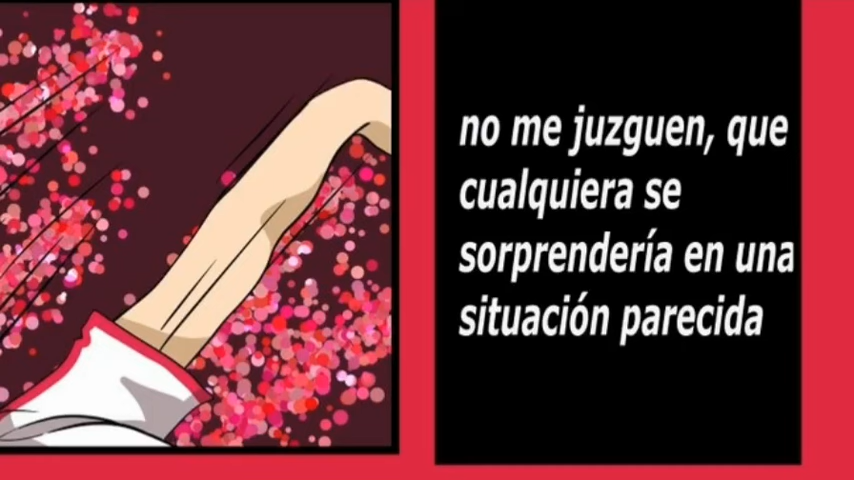 no me juzguen, que
cualquiera se
sorprendería en una
situación parecida